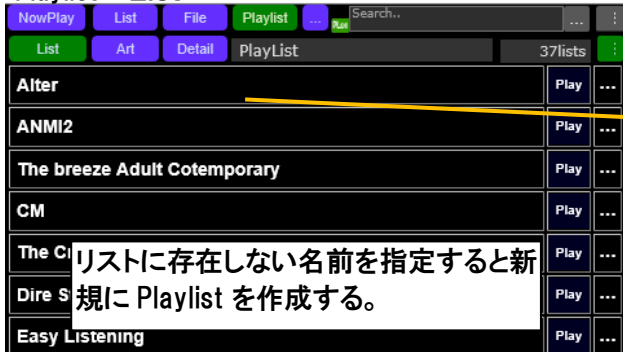 NowPlay List File Playlist ... Search.. ...
List Art Detail PlayList 37lists
Alter Play ...
ANMI2 Play ...
The breeze Adult Cotemporary Play ...
CM Play ...
The Play ...
Dire Play ...
リストに存在しない名前を指定すると新
規に Playlist を作成する。
Easy Listening Play ...